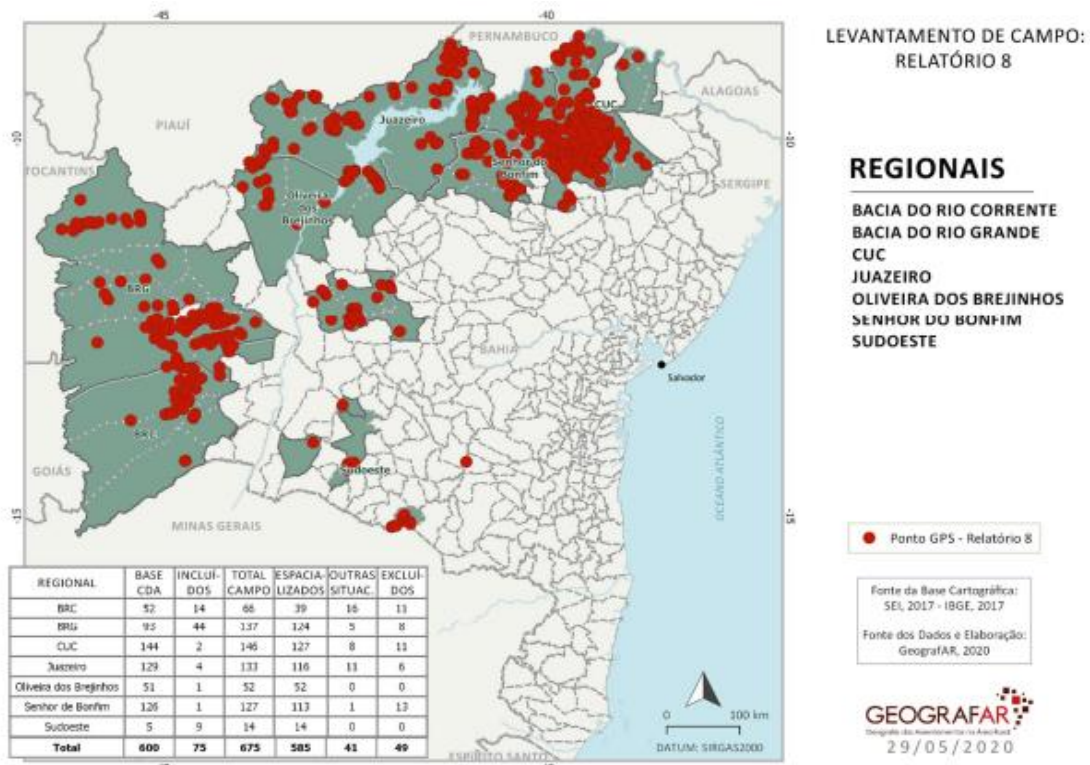 -45
-40
LEVANTAMENTO DE CAMPO:
RELATÓRIO 8
PERNAMBUCO
ALAGOAS
CUC
PIAUÍ
Juazeiro
-10
-10
Senhor do
Bonfim
TOCANTINS
SERGIPE
REGIONAIS
Oliveira
dos
Brejinhos
BACIA DO RIO CORRENTE
BACIA DO RIO GRANDE
CUC
JUAZEIRO
OLIVEIRA DOS BREJINHOS
SENHOR DO BONFIM
SUDOESTE
BRG
BAHIA
Salvador
BRC
OCEANO ATLÂNTICO
GOIÁS
Sudoeste
MINAS GERAIS
-15
-15
Ponto GPS - Relatório 8
REGIONAL BASE CDA INCLUÍ-DOS TOTAL CAMPO ESPACIA-LIZADOS OUTRAS SITUAC. EXCLUÍ-DOS
BRC 52 14 66 39 16 11
BRG 93 44 137 124 5 8
CUC 144 2 146 127 8 11
Juazeiro 129 4 133 116 11 6
Oliveira dos Brejinhos 51 1 52 52 0 0
Senhor de Bonfim 126 1 127 113 1 13
Sudoeste 5 9 14 14 0 0
Total 600 75 675 585 41 49
Fonte da Base Cartográfica:
SEI, 2017 - IBGE, 2017
Fonte dos Dados e Elaboração:
GeografAR, 2020
0 100 km
DATUM: SIRGAS2000
ESPÍRITO SANTO
GEOGRAFAR
29/05/2020